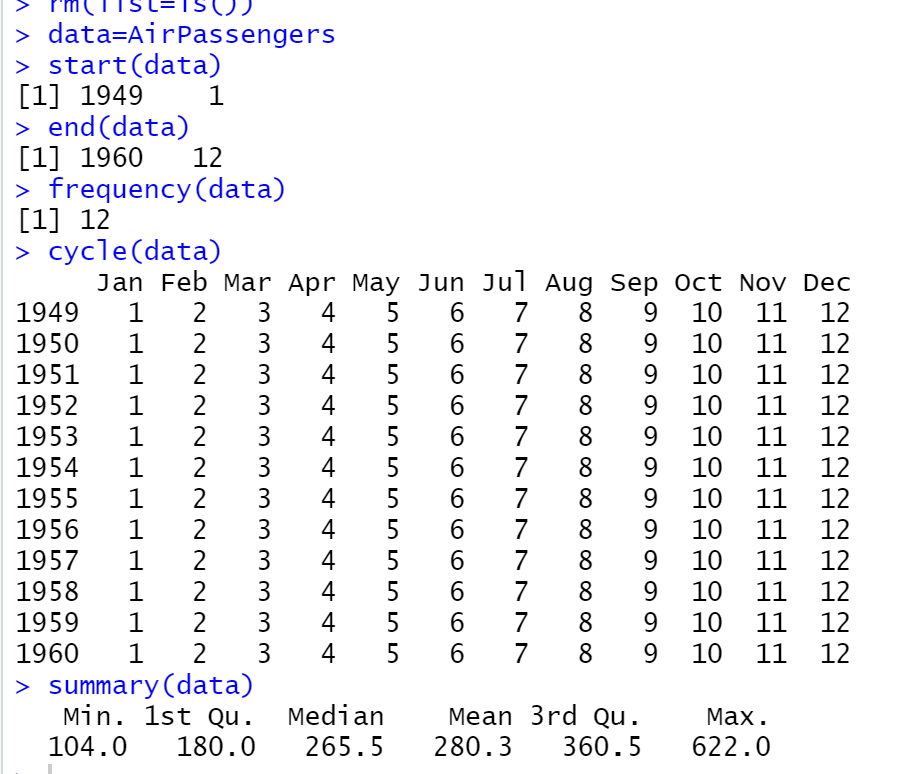 > rm(list=ls())
> data=AirPassengers
> start(data)
[1] 1949    1
> end(data)
[1] 1960   12
> frequency(data)
[1] 12
> cycle(data)
     Jan Feb Mar Apr May Jun Jul Aug Sep Oct Nov Dec
1949   1   2   3   4   5   6   7   8   9  10  11  12
1950   1   2   3   4   5   6   7   8   9  10  11  12
1951   1   2   3   4   5   6   7   8   9  10  11  12
1952   1   2   3   4   5   6   7   8   9  10  11  12
1953   1   2   3   4   5   6   7   8   9  10  11  12
1954   1   2   3   4   5   6   7   8   9  10  11  12
1955   1   2   3   4   5   6   7   8   9  10  11  12
1956   1   2   3   4   5   6   7   8   9  10  11  12
1957   1   2   3   4   5   6   7   8   9  10  11  12
1958   1   2   3   4   5   6   7   8   9  10  11  12
1959   1   2   3   4   5   6   7   8   9  10  11  12
1960   1   2   3   4   5   6   7   8   9  10  11  12
> summary(data)
   Min. 1st Qu.  Median    Mean 3rd Qu.    Max.
  104.0   180.0   265.5   280.3   360.5   622.0
>